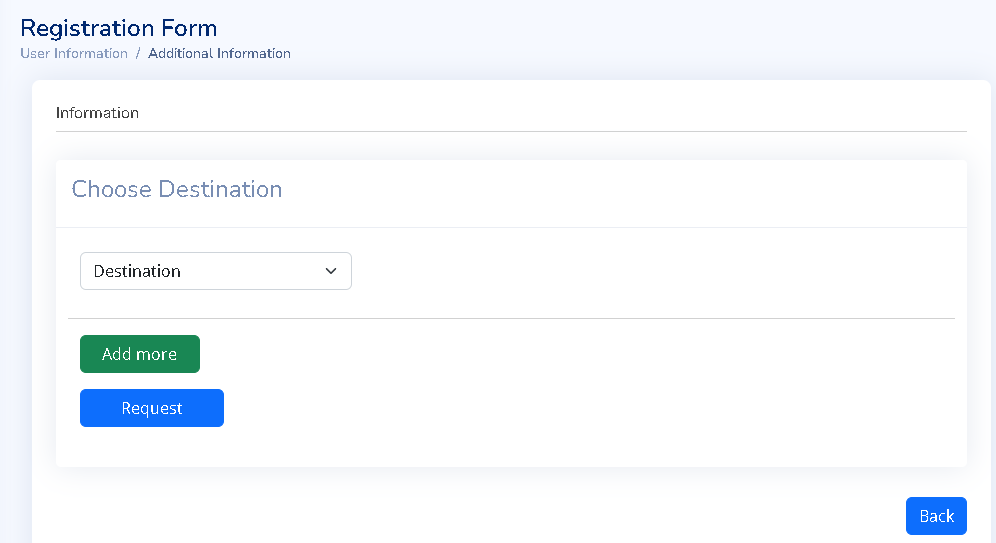 Registration Form
User Information / Additional Information
Information
Choose Destination
Destination
Add more
Request
Back